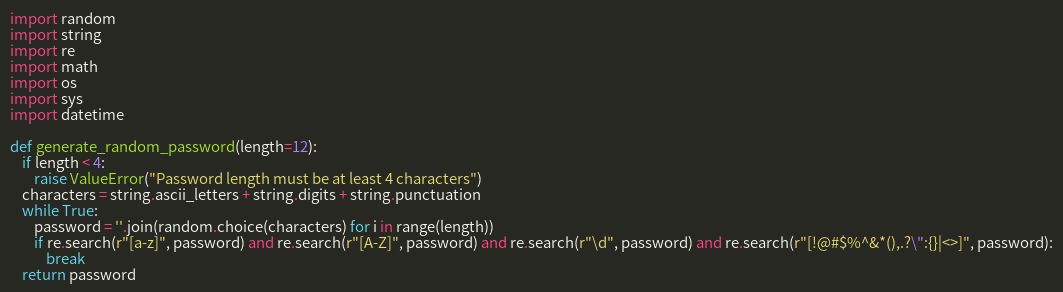 import random
import string
import re
import math
import os
import sys
import datetime

def generate_random_password(length=12):
    if length < 4:
        raise ValueError("Password length must be at least 4 characters")
    characters = string.ascii_letters + string.digits + string.punctuation
    while True:
        password = ''.join(random.choice(characters) for i in range(length))
        if re.search(r"[a-z]", password) and re.search(r"[A-Z]", password) and re.search(r"\d", password) and re.search(r"[!@#$%^&*(),.?\":{}|<>]", password):
            break
    return password